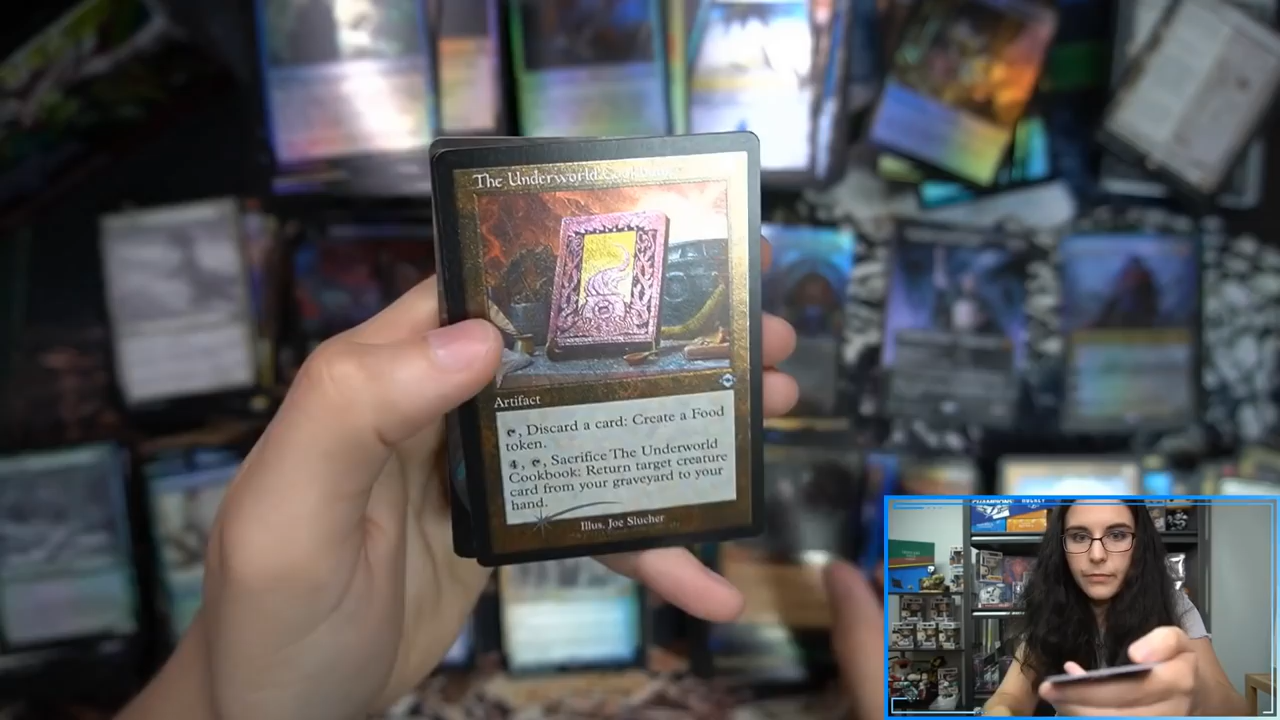 The Underworld Cookbook
Artifact
, Discard a card: Create a Food
token.
4, , Sacrifice The Underworld
Cookbook: Return target creature
card from your graveyard to your
hand.
Illus. Joe Slucher